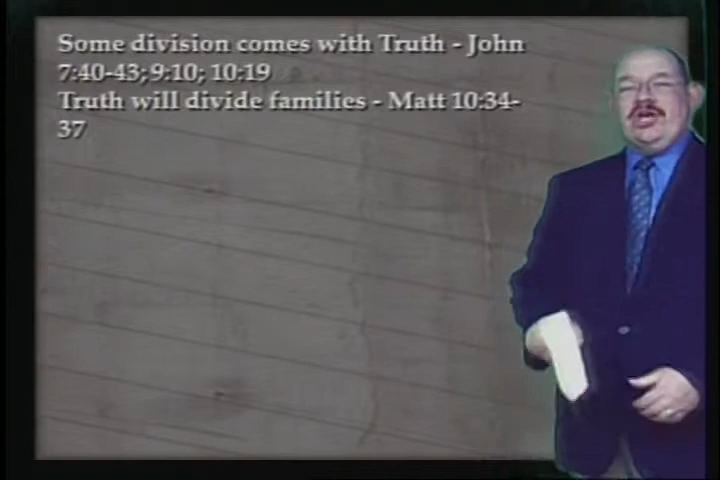 Some division comes with Truth - John
7:40-43; 9:10; 10:19
Truth will divide families - Matt 10:34-
37